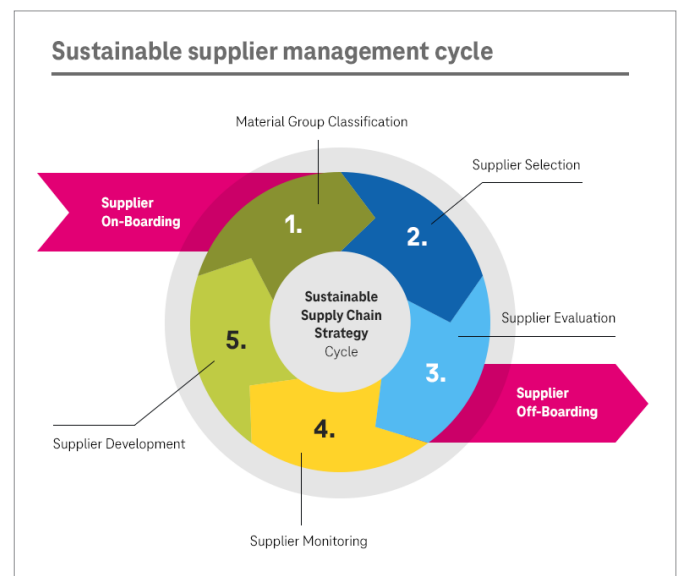 Sustainable supplier management cycle
Material Group Classification
Supplier Selection
Supplier
On-Boarding
1.
2.
Sustainable
Supply Chain
Strategy
Cycle
Supplier Evaluation
5.
3.
Supplier
Off-Boarding
4.
Supplier Development
Supplier Monitoring